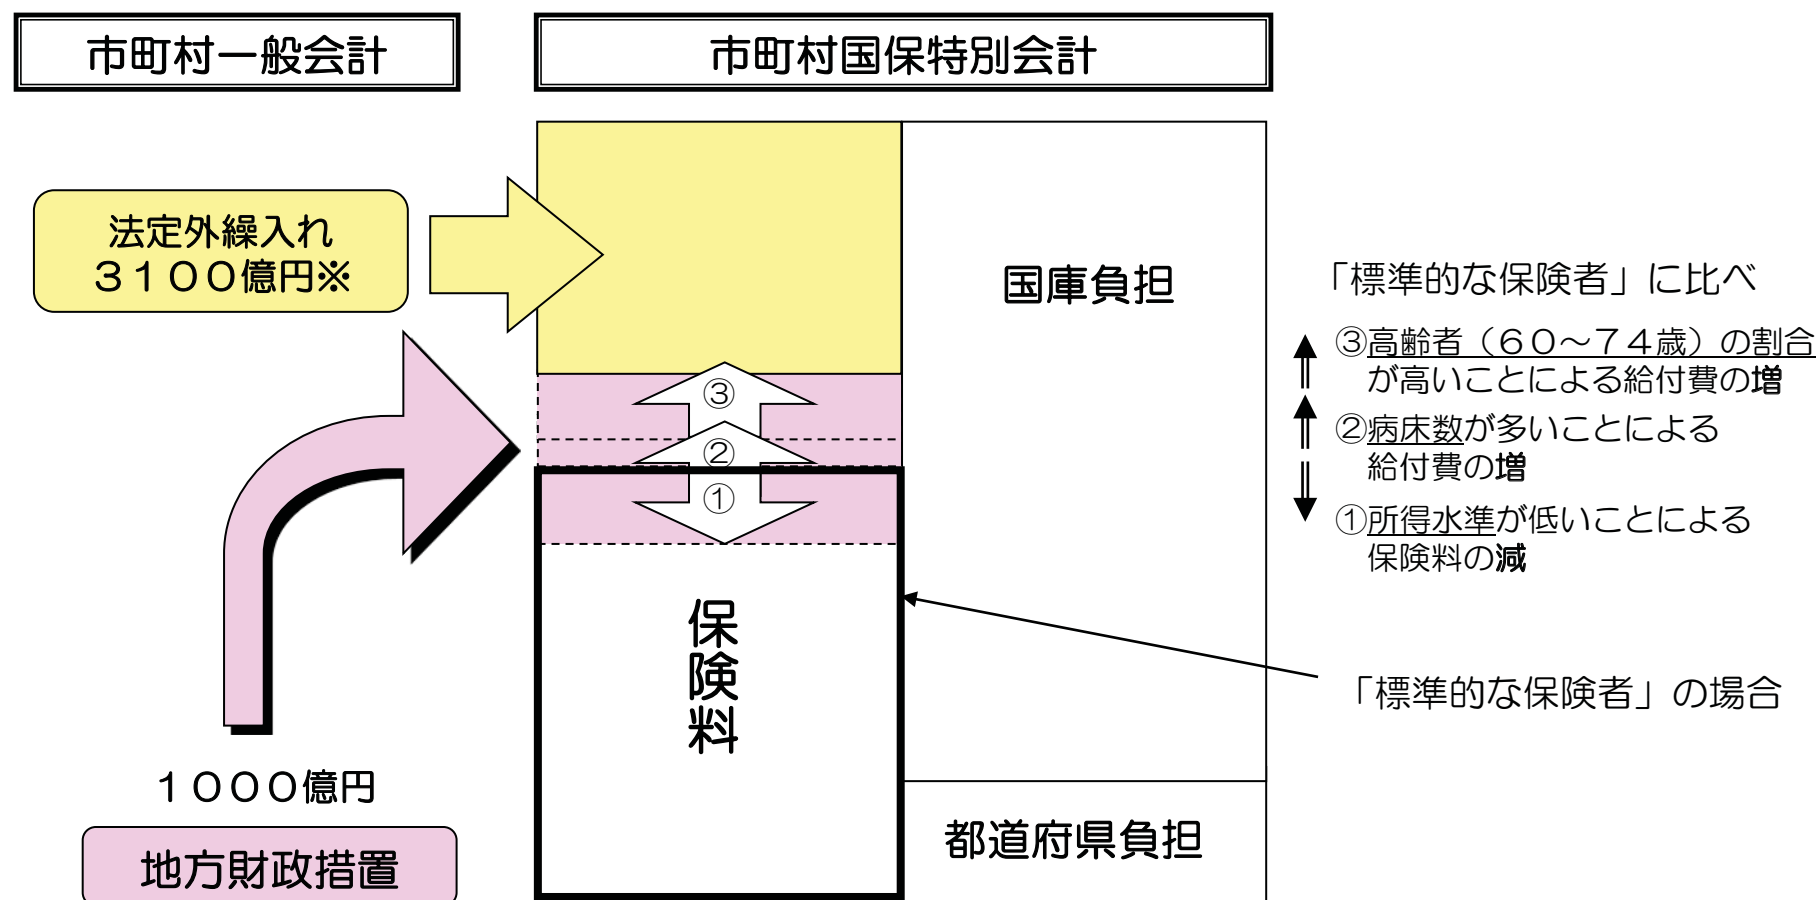 市町村一般会計
市町村国保特別会計
法定外繰入れ
３１００億円※
国庫負担
「標準的な保険者」に比べ
③高齢者（６０～７４歳）の割合
が高いことによる給付費の増
②病床数が多いことによる
給付費の増
①所得水準が低いことによる
保険料の減
③
②
①
保険料
「標準的な保険者」の場合
１０００億円
地方財政措置
都道府県負担